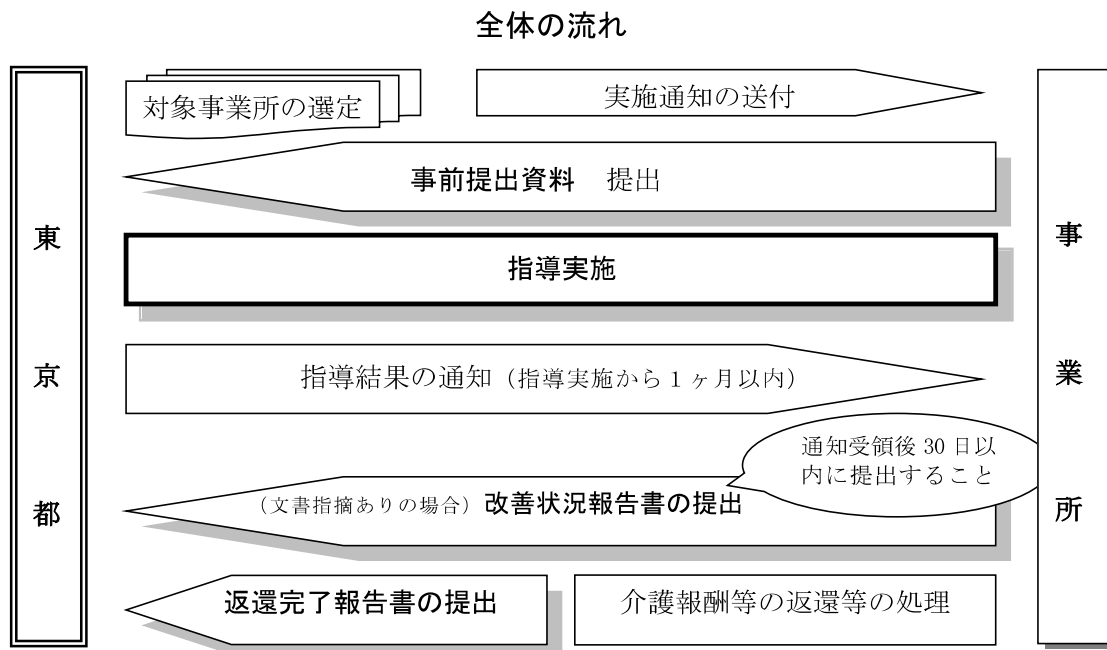 全体の流れ
対象事業所の選定
実施通知の送付
事前提出資料　提出
東京都
事業所
指導実施
指導結果の通知（指導実施から１ヶ月以内）
通知受領後 30 日以
内に提出すること
（文書指摘ありの場合）改善状況報告書の提出
返還完了報告書の提出
介護報酬等の返還等の処理